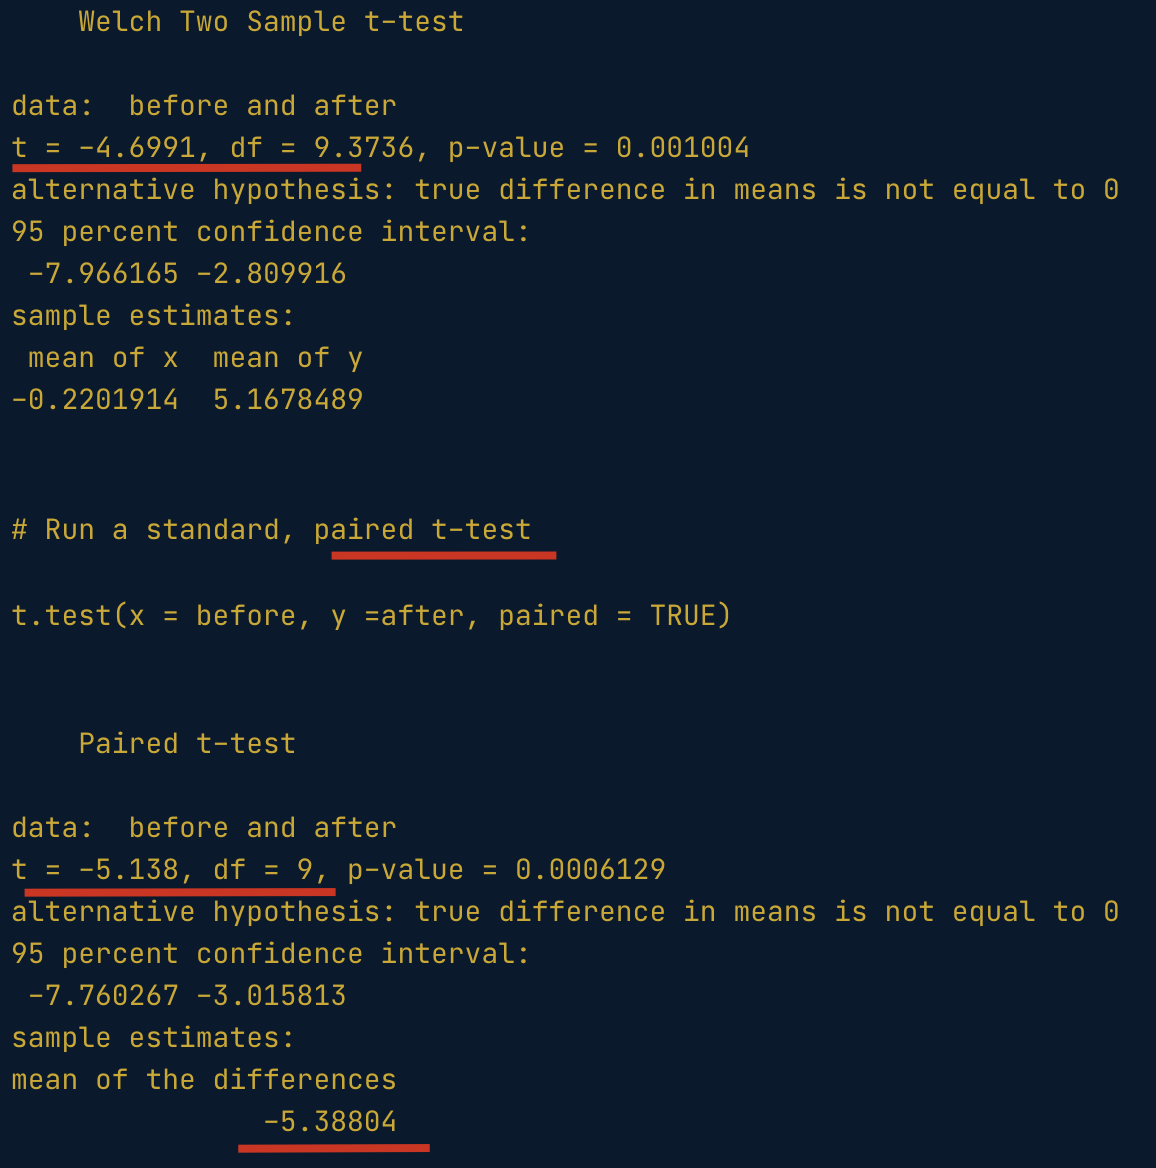 Welch Two Sample t-test
data:  before and after
t = -4.6991, df = 9.3736, p-value = 0.001004
alternative hypothesis: true difference in means is not equal to 0
95 percent confidence interval:
 -7.966165 -2.809916
sample estimates:
 mean of x  mean of y
-0.2201914  5.1678489
# Run a standard, paired t-test
t.test(x = before, y =after, paired = TRUE)
Paired t-test
data:  before and after
t = -5.138, df = 9, p-value = 0.0006129
alternative hypothesis: true difference in means is not equal to 0
95 percent confidence interval:
 -7.760267 -3.015813
sample estimates:
mean of the differences
-5.38804